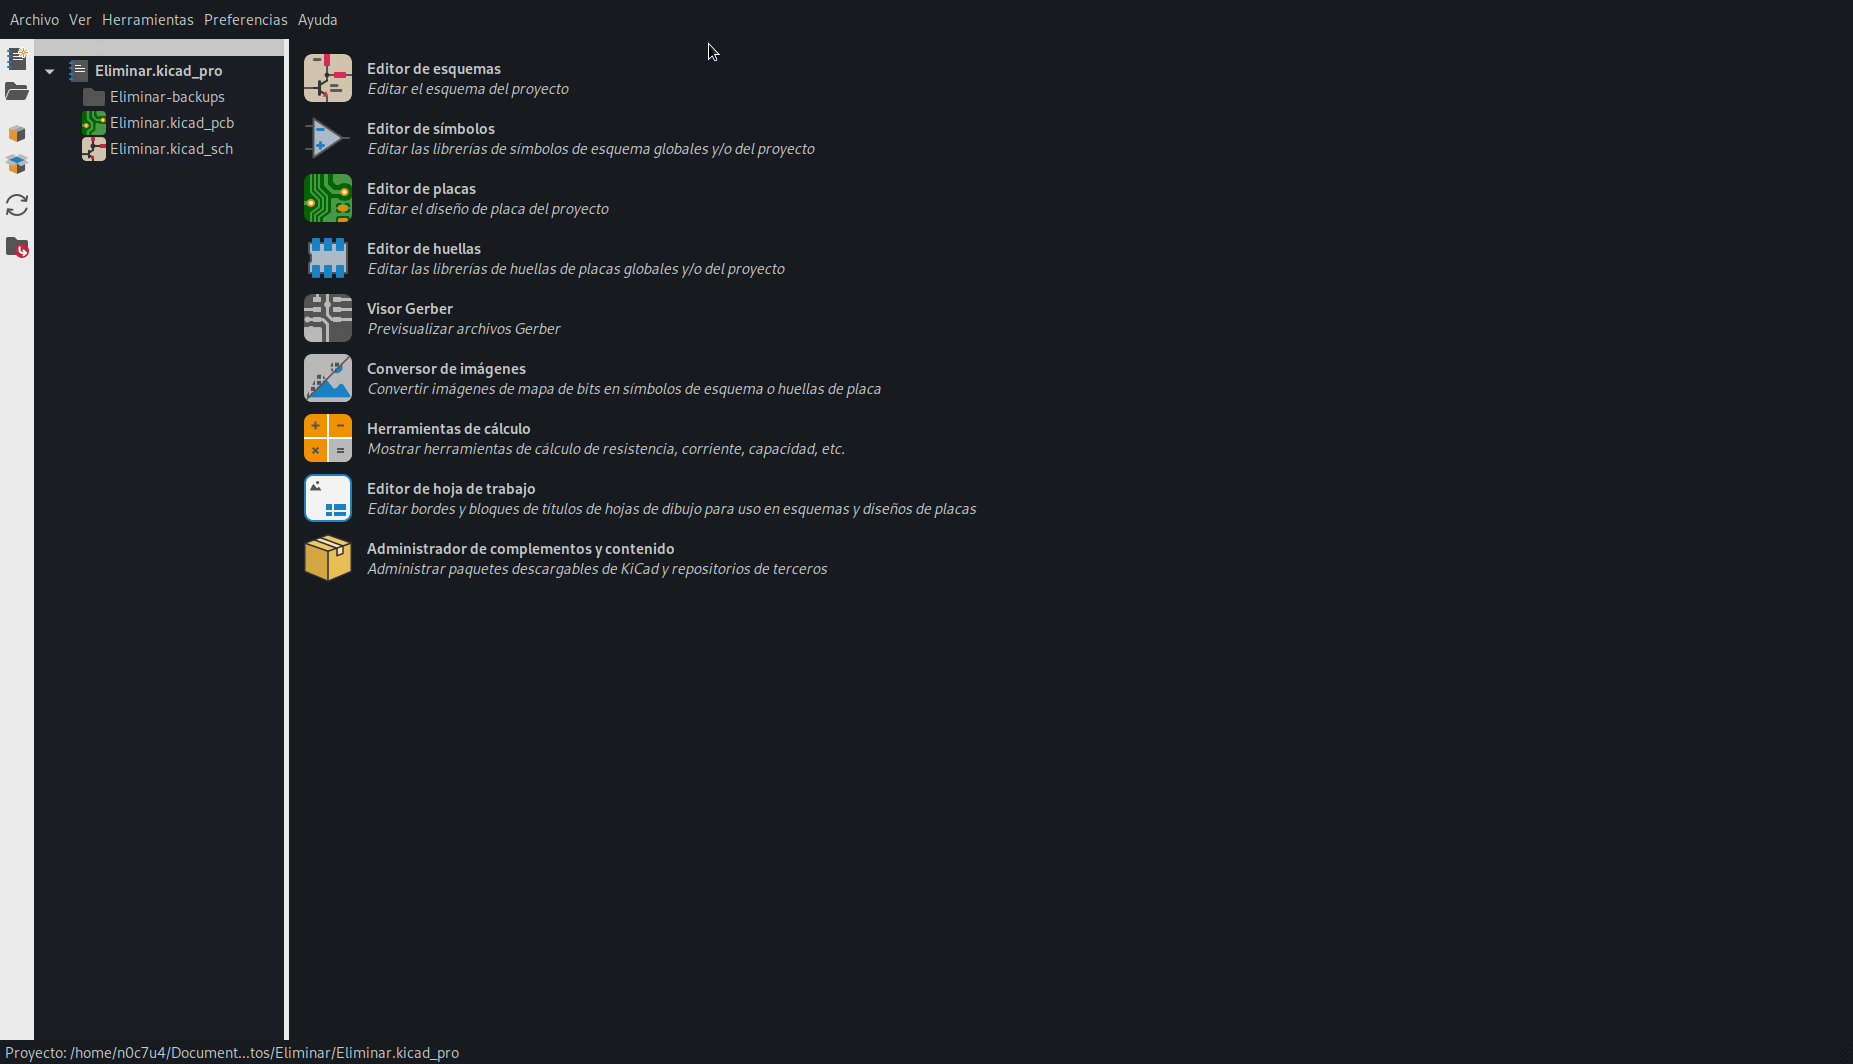 Archivo Ver Herramientas Preferencias Ayuda
Eliminar.kicad_pro
Eliminar-backups
Eliminar.kicad_pcb
Eliminar.kicad_sch
Editor de esquemas
Editar el esquema del proyecto
Editor de símbolos
Editar las librerías de símbolos de esquema globales y/o del proyecto
Editor de placas
Editar el diseño de placa del proyecto
Editor de huellas
Editar las librerías de huellas de placas globales y/o del proyecto
Visor Gerber
Previsualizar archivos Gerber
Conversor de imágenes
Convertir imágenes de mapa de bits en símbolos de esquema o huellas de placa
Herramientas de cálculo
Mostrar herramientas de cálculo de resistencia, corriente, capacidad, etc.
Editor de hoja de trabajo
Editar bordes y bloques de títulos de hojas de dibujo para uso en esquemas y diseños de placas
Administrador de complementos y contenido
Administrar paquetes descargables de KiCad y repositorios de terceros
Proyecto: /home/n0c7u4/Document...tos/Eliminar/Eliminar.kicad_pro